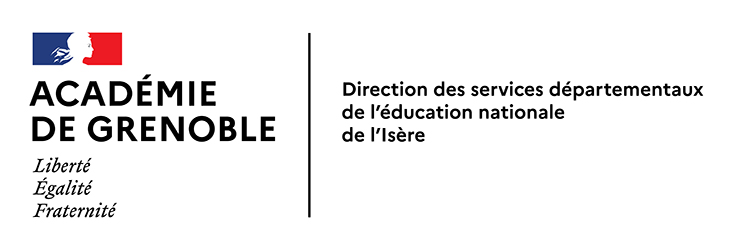 ACADÉMIE
DE GRENOBLE
Liberté
Égalité
Fraternité
Direction des services départementaux
de l'éducation nationale
de l'Isère